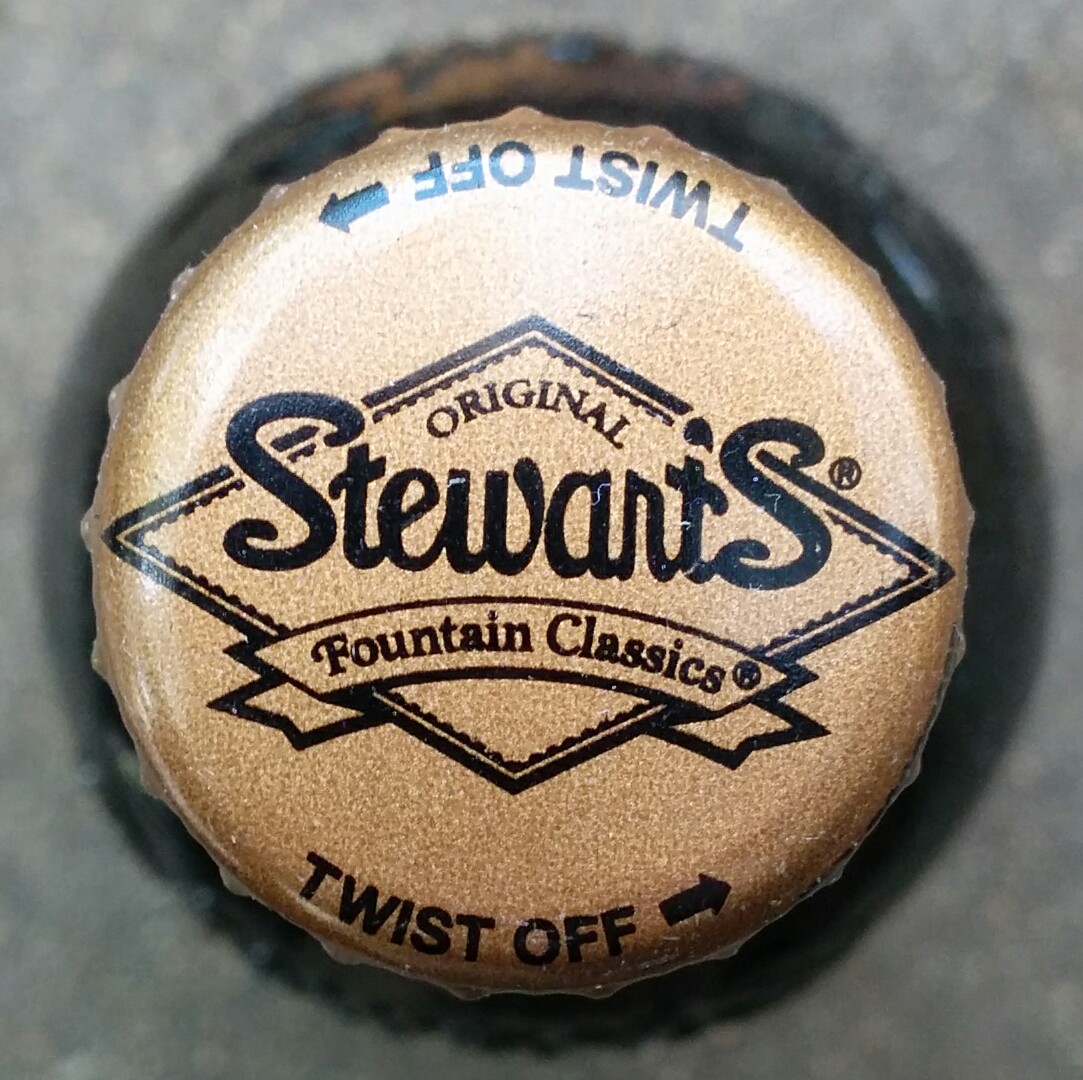 TWIST OFF
ORIGINAL
Stewart's®
Fountain Classics®
TWIST OFF